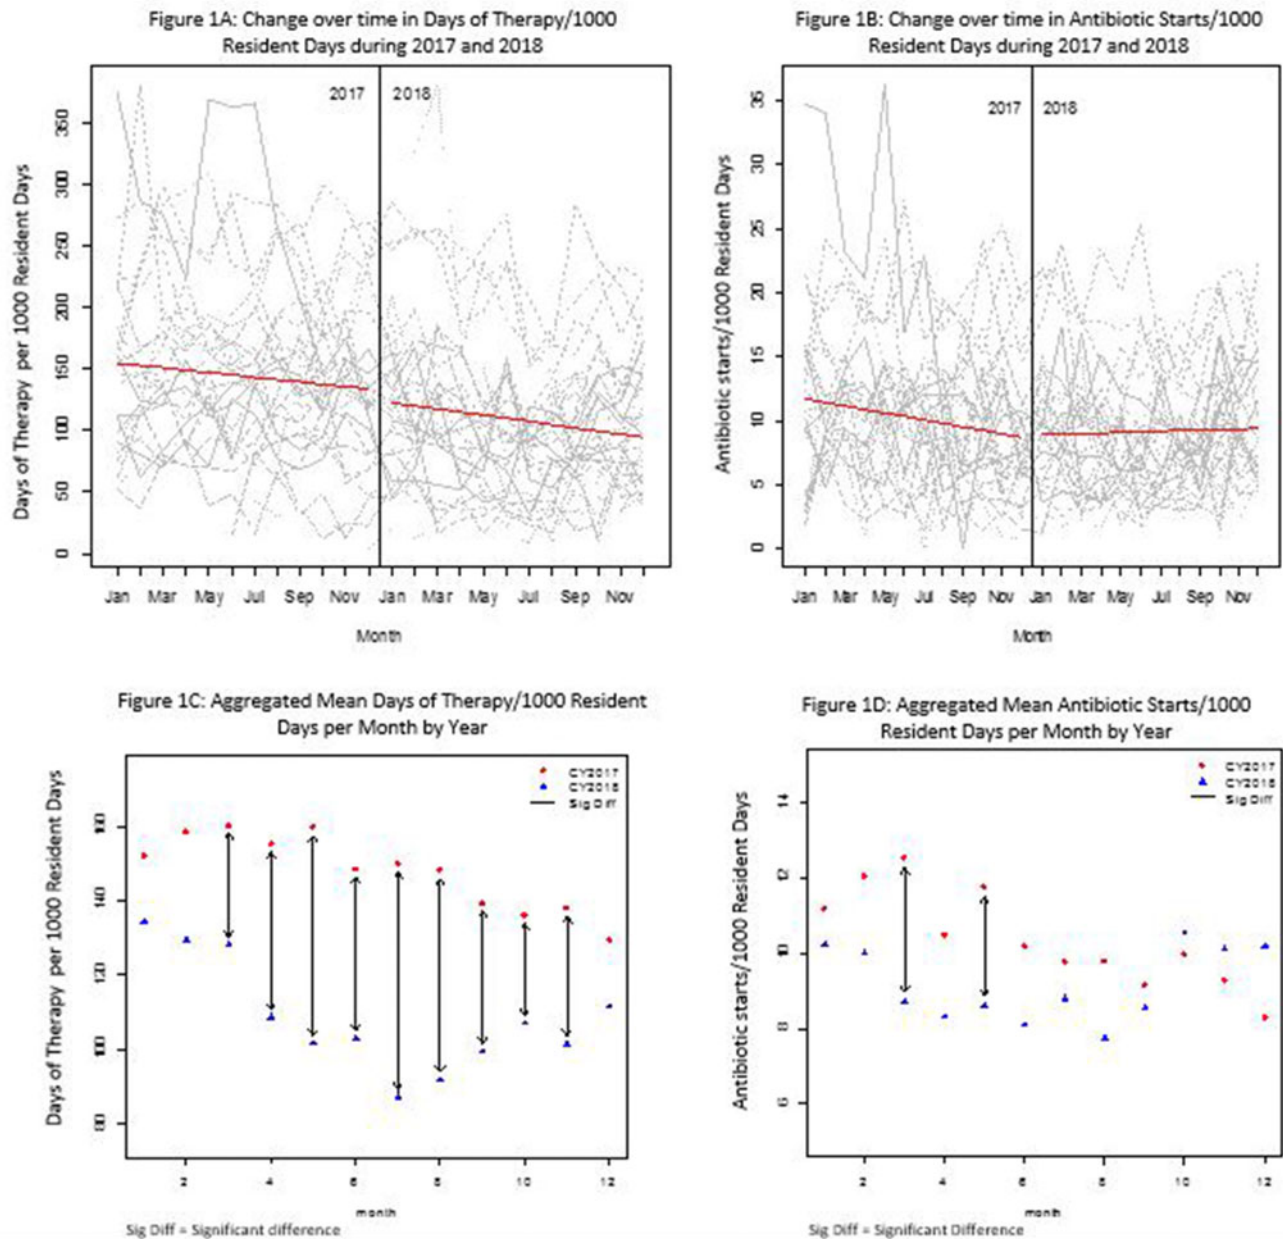 Figure 1A: Change over time in Days of Therapy/1000
Resident Days during 2017 and 2018
Days of Therapy per 1000 Resident Days
350
300
250
200
150
100
50
0
2017
2018
Jan Mar May Jul Sep Nov Jan Mar May Jul Sep Nov
Month
Figure 1B: Change over time in Antibiotic Starts/1000
Resident Days during 2017 and 2018
Antibiotic starts/1000 Resident Days
35
30
25
20
15
10
5
0
2017
2018
Jan Mar May Jul Sep Nov Jan Mar May Jul Sep Nov
Month
Figure 1C: Aggregated Mean Days of Therapy/1000 Resident
Days per Month by Year
Days of Therapy per 1000 Resident Days
160
140
120
100
80
CY2017
CY2018
Sig Diff
2 4 6 8 10 12
month
Sig Diff = Significant difference
Figure 1D: Aggregated Mean Antibiotic Starts/1000
Resident Days per Month by Year
Antibiotic starts/1000 Resident Days
14
12
10
8
6
CY2017
CY2018
Sig Diff
2 4 6 8 10 12
month
Sig Diff = Significant Difference